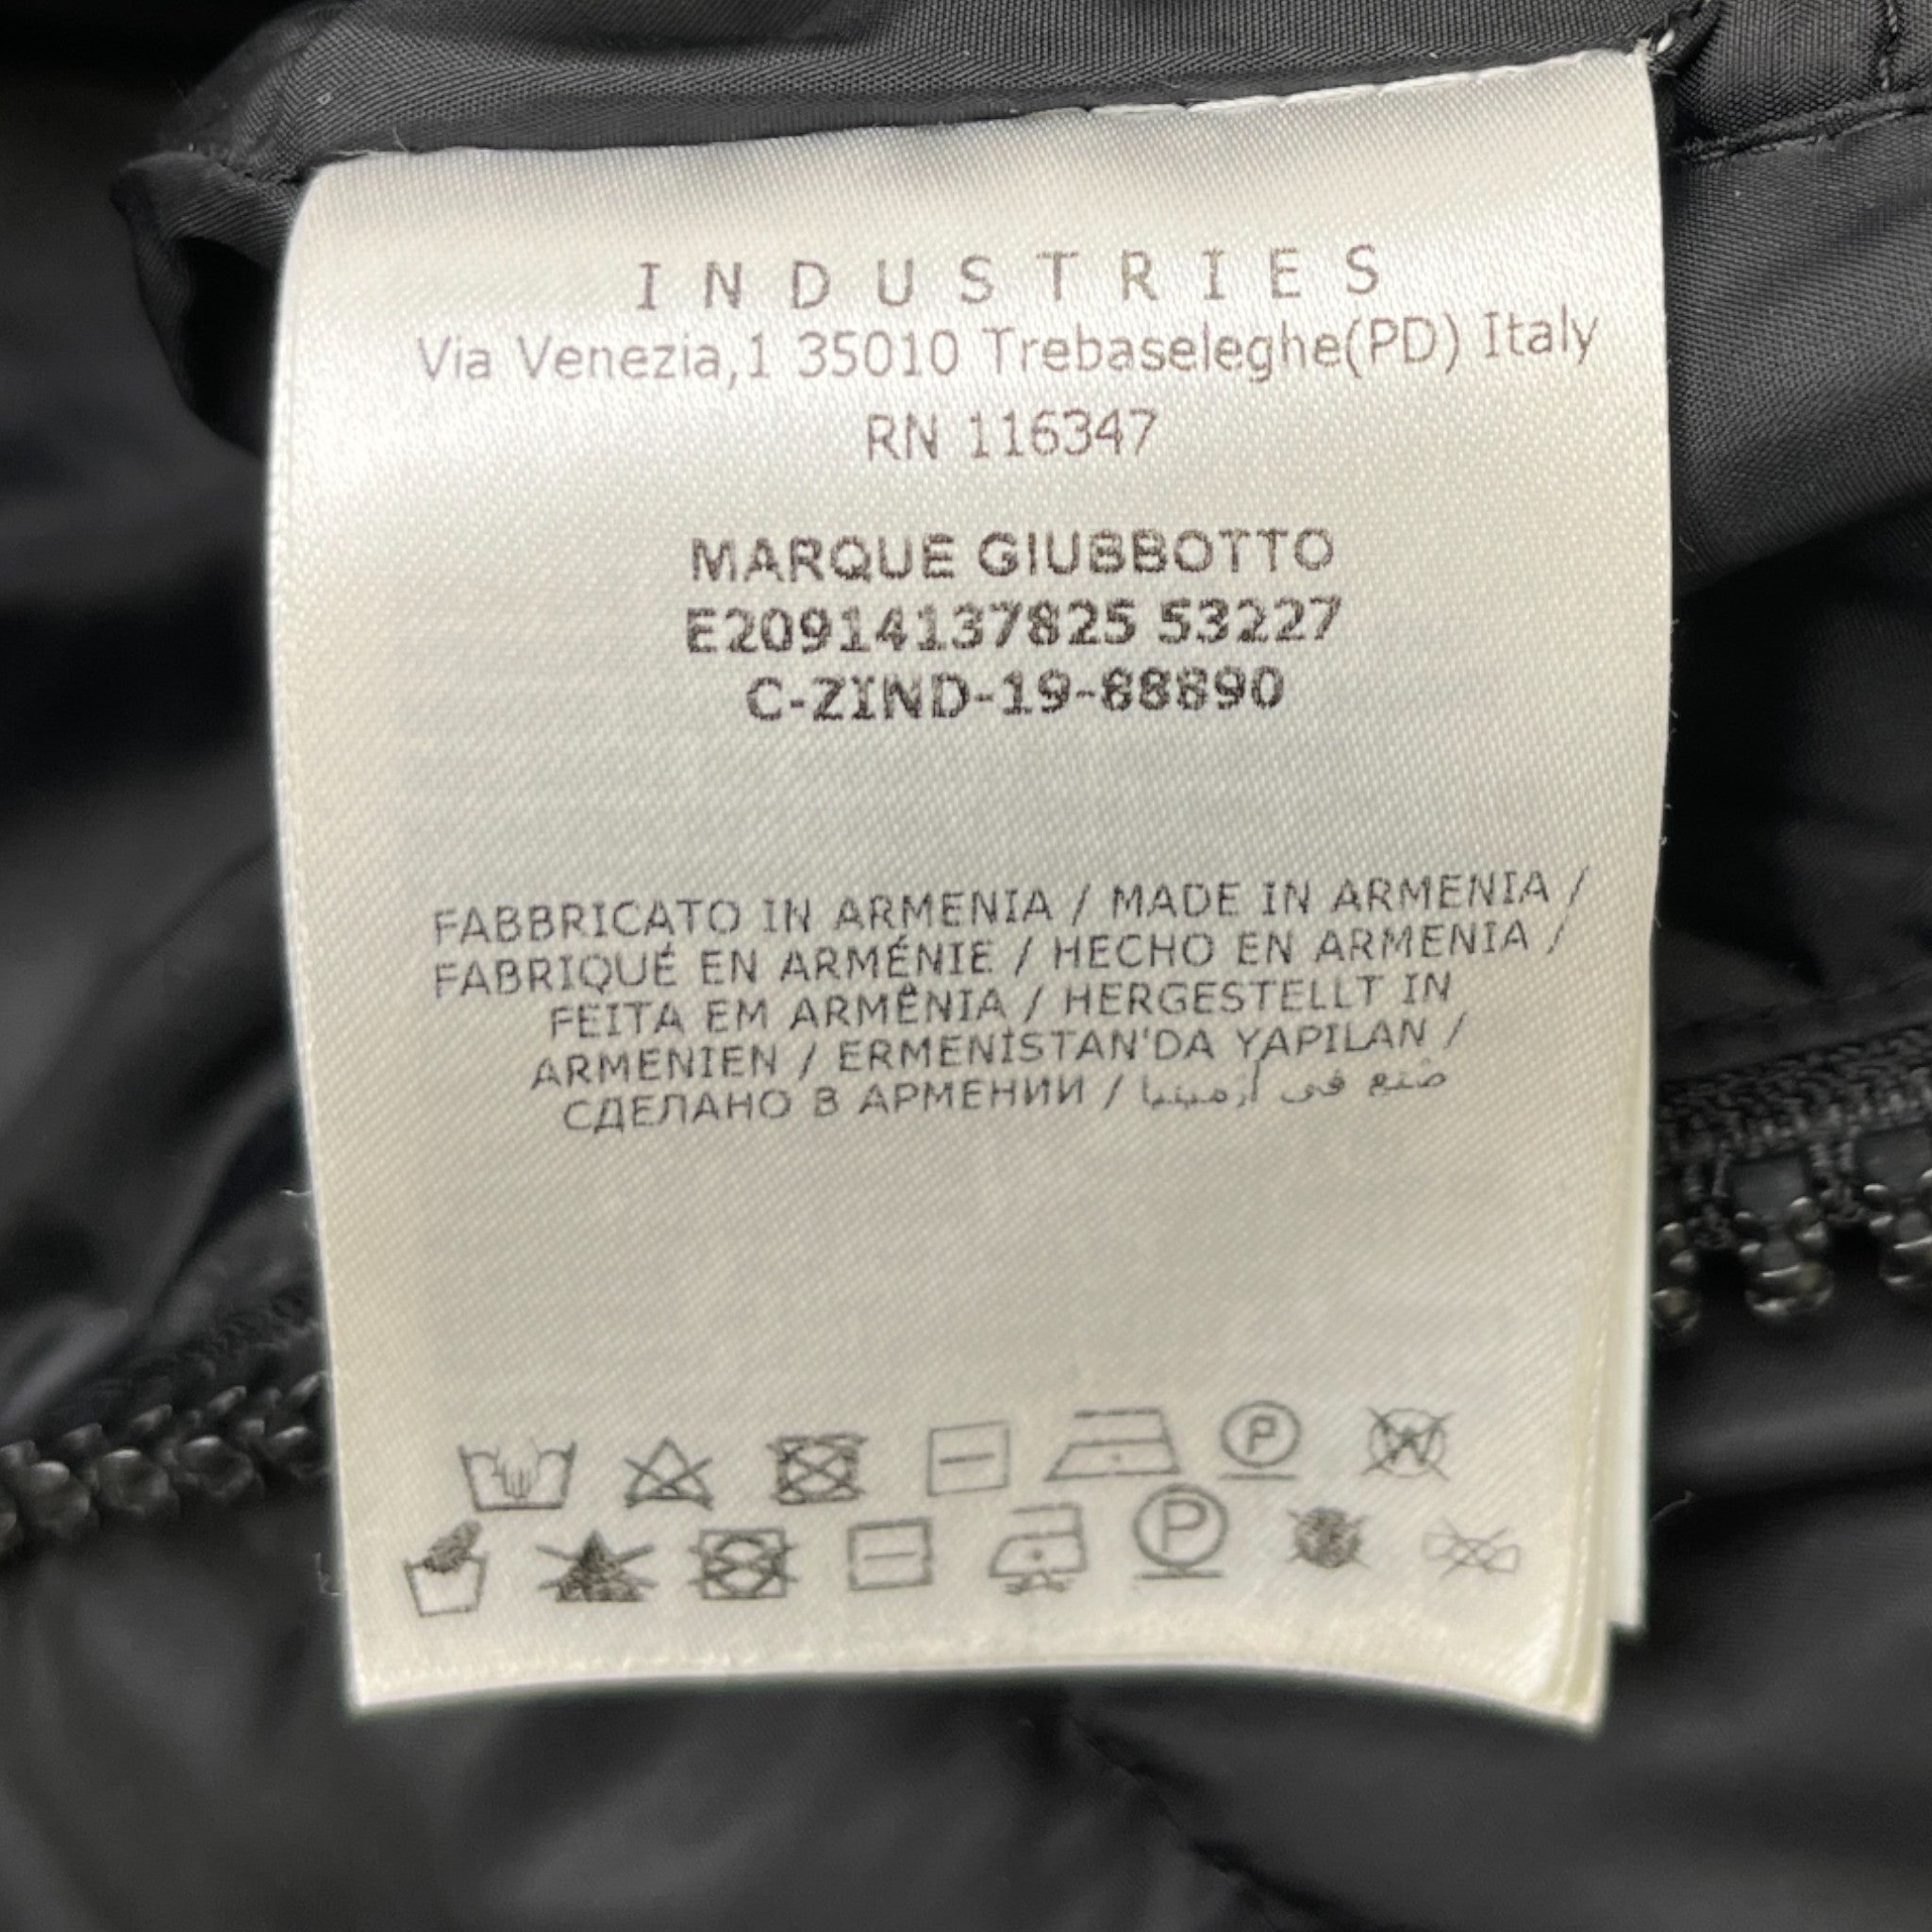 INDUSTRIES
Via Venezia,1 35010 Trebaseleghe(PD) Italy
RN 116347
MARQUE GIUBBOTTO
E20914137825 53227
C-ZIND-19-88890
FABBRICATO IN ARMENIA / MADE IN ARMENIA /
FABRIQUÉ EN ARMÉNIE / HECHO EN ARMENIA /
FEITA EM ARMÊNIA / HERGESTELLT IN
ARMENIEN / ERMENİSTAN'DA YAPILAN /
СДЕЛАНО В АРМЕНИИ / صنع في أرمينيا
P W
P